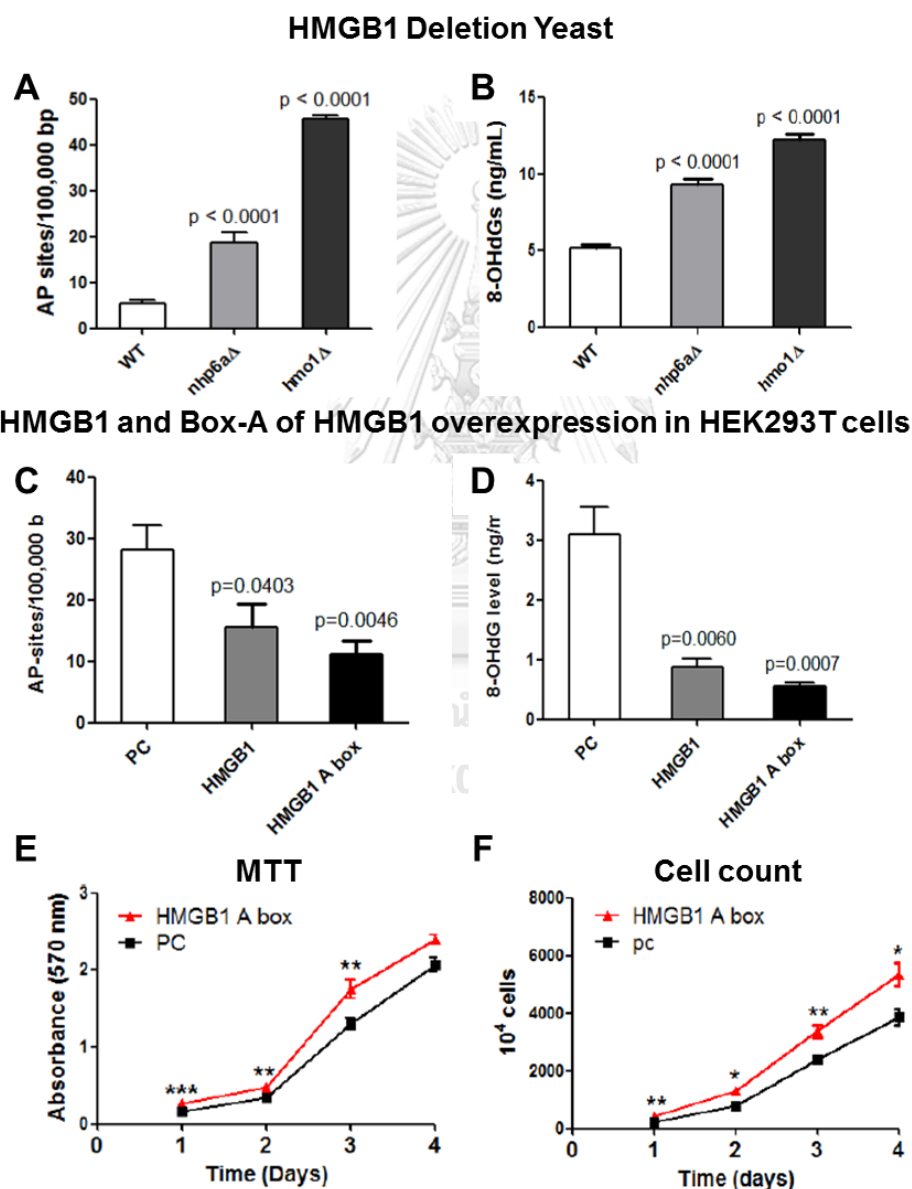 HMGB1 Deletion Yeast
A
AP sites/100,000 bp
50
40
30
20
10
0
p < 0.0001
p < 0.0001
WT
nhp6aΔ
hmo1Δ
B
8-OHdGs (ng/mL)
15
10
5
0
p < 0.0001
p < 0.0001
WT
nhp6aΔ
hmo1Δ
HMGB1 and Box-A of HMGB1 overexpression in HEK293T cells
C
AP-sites/100,000 b
40
30
20
10
0
p=0.0403
p=0.0046
PC
HMGB1
HMGB1 A box
D
8-OHdG level (ng/m
4
3
2
1
0
p=0.0060
p=0.0007
PC
HMGB1
HMGB1 A box
E
MTT
Absorbance (570 nm)
3
2
1
0
HMGB1 A box
PC
***
**
**
0 1 2 3 4
Time (Days)
F
Cell count
10⁴ cells
8000
6000
4000
2000
0
HMGB1 A box
pc
**
*
**
*
0 1 2 3 4
Time (days)